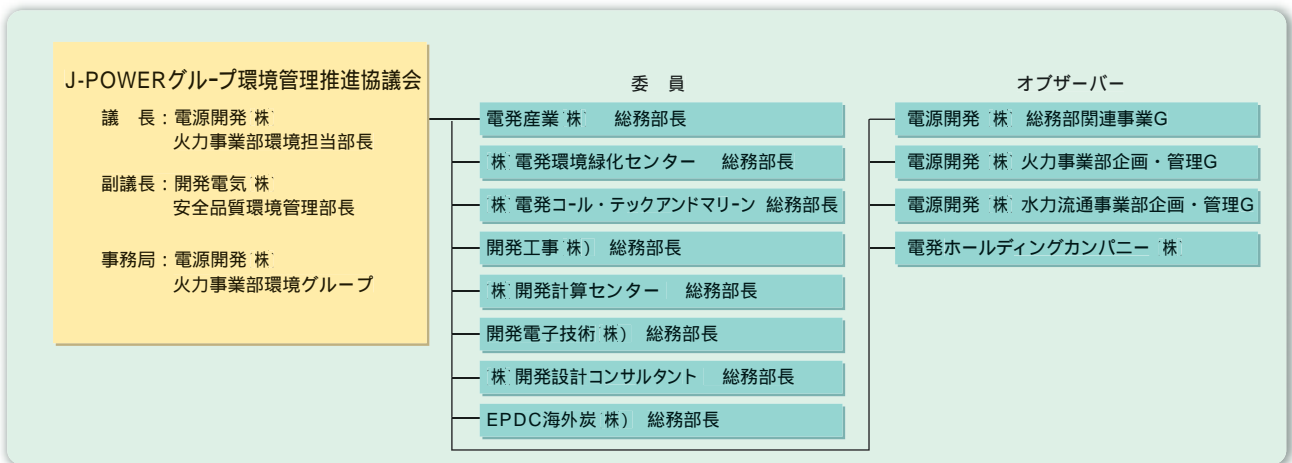 J-POWERグループ環境管理推進協議会
議　長：電源開発(株)
火力事業部環境担当部長
副議長：開発電気(株)
安全品質環境管理部長
事務局：電源開発(株)
火力事業部環境グループ
委　員
電発産業(株)　総務部長
(株)電発環境緑化センター　総務部長
(株)電発コール・テックアンドマリーン 総務部長
開発工事(株)　総務部長
(株)開発計算センター　総務部長
開発電子技術(株)　総務部長
(株)開発設計コンサルタント　総務部長
EPDC海外炭(株)　総務部長
オブザーバー
電源開発(株) 総務部関連事業G
電源開発(株) 火力事業部企画・管理G
電源開発(株) 水力流通事業部企画・管理G
電発ホールディングカンパニー(株)